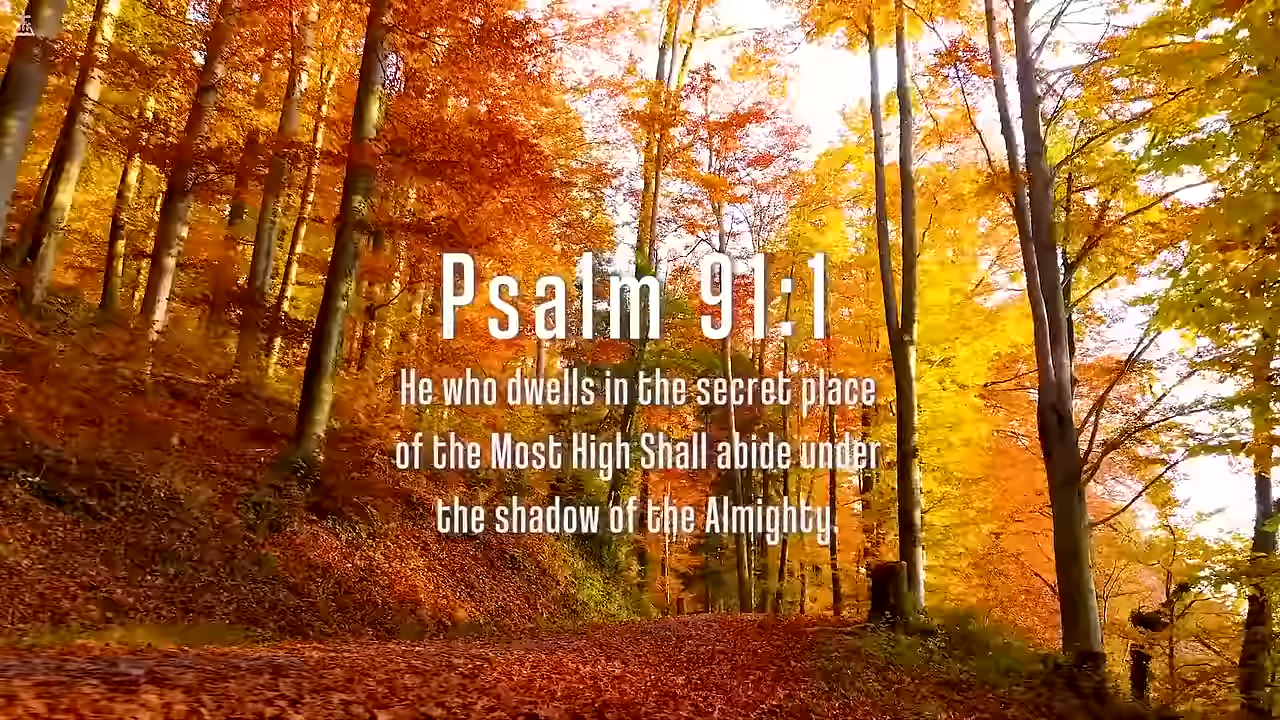 Psalm 91:1
He who dwells in the secret place
of the Most High Shall abide under
the shadow of the Almighty.